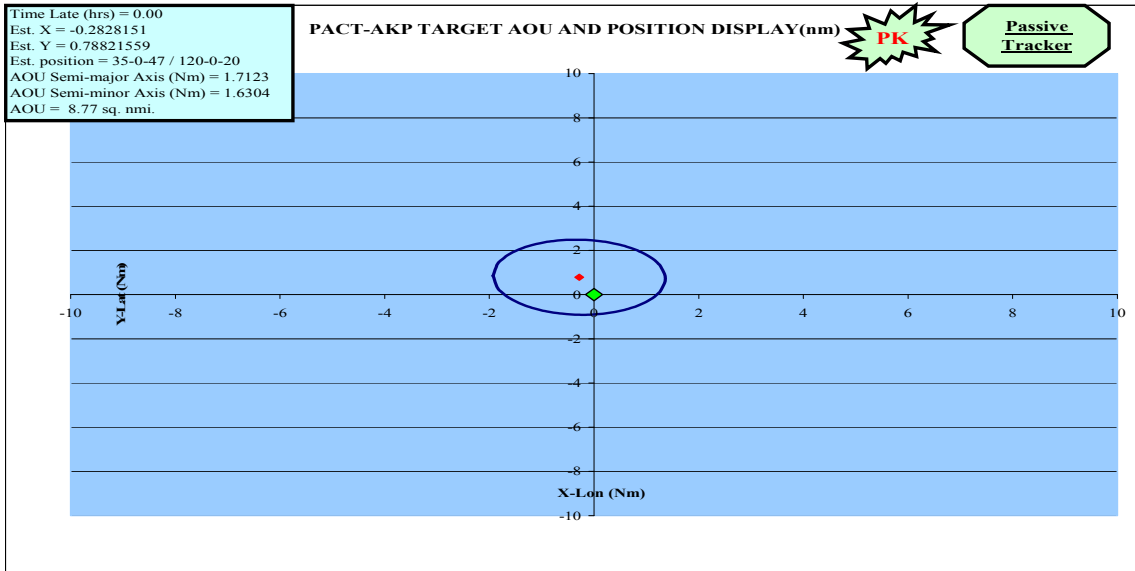 Time Late (hrs) = 0.00
Est. X = -0.2828151
Est. Y = 0.78821559
Est. position = 35-0-47 / 120-0-20
AOU Semi-major Axis (Nm) = 1.7123
AOU Semi-minor Axis (Nm) = 1.6304
AOU =  8.77 sq. nmi.
PACT-AKP TARGET AOU AND POSITION DISPLAY(nm)
PK
Passive
Tracker
10
8
6
4
2
0
-10
-8
-6
-4
-2
0
2
4
6
8
10
-2
-4
-6
-8
-10
Y-Lat (Nm)
X-Lon (Nm)